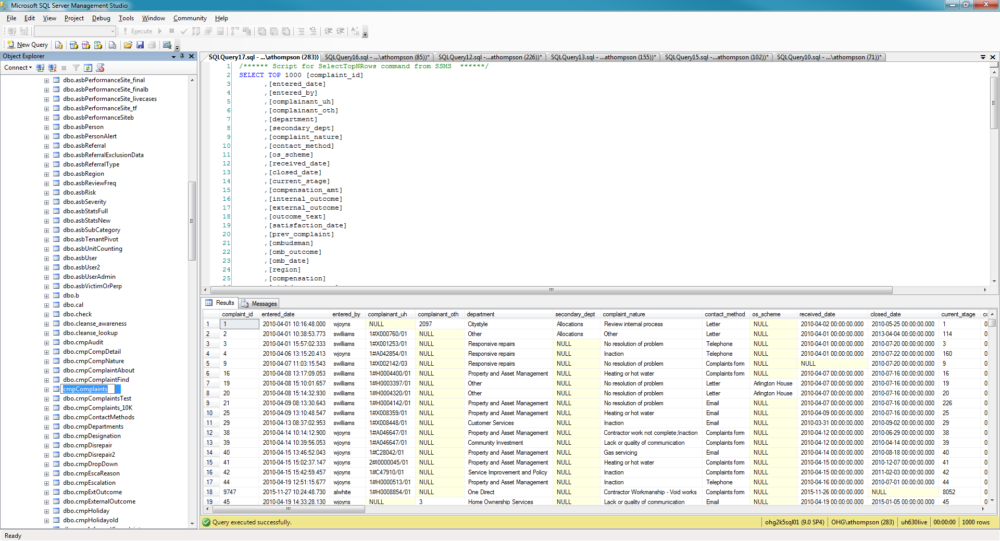 Microsoft SQL Server Management Studio
File Edit View Project Debug Tools Window Community Help
Execute
New Query
Object Explorer
Connect
dbo.asbPerformanceSite_final
dbo.asbPerformanceSite_finalb
dbo.asbPerformanceSite_livecases
dbo.asbPerformanceSite_tf
dbo.asbPerformanceSiteb
dbo.asbPerson
dbo.asbPersonAlert
dbo.asbReferral
dbo.asbReferralExclusionData
dbo.asbReferralType
dbo.asbRegion
dbo.asbReviewFreq
dbo.asbRisk
dbo.asbSeverity
dbo.asbStatsFull
dbo.asbStatsNew
dbo.asbSubCategory
dbo.asbTenantPivot
dbo.asbUnitCounting
dbo.asbUser
dbo.asbUser2
dbo.asbUserAdmin
dbo.asbVictimOrPerp
dbo.b
dbo.cal
dbo.check
dbo.cleanse_awareness
dbo.cleanse_lookup
dbo.cmpAudit
dbo.cmpCompDetail
dbo.cmpCompNature
dbo.cmpComplaintAbout
dbo.cmpComplaintFind
cmpComplaints
dbo.cmpComplaintsTest
dbo.cmpComplaints_10K
dbo.cmpContactMethods
dbo.cmpDepartments
dbo.cmpDesignation
dbo.cmpDisrepair
dbo.cmpDisrepair2
dbo.cmpDropDown
dbo.cmpEscaReason
dbo.cmpEscalation
dbo.cmpExtOutcome
dbo.cmpExternalOutcome
dbo.cmpHoliday
dbo.cmpHolidayold
SQLQuery17.sql - ...\athompson (283)) SQLQuery16.sql - ...\athompson (85))* SQLQuery12.sql -...athompson (226))* SQLQuery13.sql - ...athompson (155))* SQLQuery15.sql -...athompson (102))* SQLQuery10.sql - ...\athompson (71))*
1 /****** Script for SelectTopNRows command from SSMS ******/
2 SELECT TOP 1000 [complaint_id]
3 ,[entered_date]
4 ,[entered_by]
5 ,[complainant_uh]
6 ,[complainant_oth]
7 ,[department]
8 ,[secondary_dept]
9 ,[complaint_nature]
10 ,[contact_method]
11 ,[os_scheme]
12 ,[received_date]
13 ,[closed_date]
14 ,[current_stage]
15 ,[compensation_amt]
16 ,[internal_outcome]
17 ,[external_outcome]
18 ,[outcome_text]
19 ,[satisfaction_date]
20 ,[prev_complaint]
21 ,[ombudsman]
22 ,[omb_outcome]
23 ,[omb_date]
24 ,[region]
25 ,[compensation]
Results Messages
complaint_id entered_date entered_by complainant_uh complainant_oth department secondary_dept complaint_nature contact_method os_scheme received_date closed_date current_stage cc
1 1 2010-04-01 10:16:48.000 wjoyns NULL 2097 Citystyle Allocations Review internal process Letter NULL 2010-04-02 00:00:00.000 2010-05-25 00:00:00.000 1 0
2 2 2010-04-01 10:38:53.773 swilliams 1#X000760/01 NULL Other Allocations Other Letter NULL 2010-04-01 00:00:00.000 2013-04-04 00:00:00.000 114 0
3 3 2010-04-01 15:57:02.333 swilliams 1#X001253/01 NULL Responsive repairs NULL No resolution of problem Telephone NULL 2010-04-01 00:00:00.000 2010-07-20 00:00:00.000 3 0
4 4 2010-04-06 13:15:20.413 wjoyns 1#A042854/01 NULL Responsive repairs NULL Inaction Telephone NULL 2010-04-01 00:00:00.000 2010-07-22 00:00:00.000 160 0
5 9 2010-04-07 11:03:15.543 swilliams 1#X002142/03 NULL Responsive repairs NULL No resolution of problem Complaints form NULL NULL 2010-07-20 00:00:00.000 9 0
6 16 2010-04-08 13:17:09.053 swilliams 1#H0004400/01 NULL Property and Asset Management NULL Heating or hot water Complaints form NULL 2010-04-07 00:00:00.000 2010-07-16 00:00:00.000 16 0
7 19 2010-04-08 15:10:01.657 swilliams 1#H0003397/01 NULL Other NULL No resolution of problem Letter Arlington House 2010-04-07 00:00:00.000 2010-07-16 00:00:00.000 19 0
8 20 2010-04-08 15:14:32.930 swilliams 1#H0004320/01 NULL Other NULL No resolution of problem Letter Arlington House 2010-04-07 00:00:00.000 2010-07-16 00:00:00.000 20 0
9 21 2010-04-09 08:13:30.643 swilliams 1#H0004142/01 NULL Property and Asset Management NULL No resolution of problem Email NULL 2010-04-07 00:00:00.000 2010-07-16 00:00:00.000 226 0
10 25 2010-04-09 13:10:48.547 swilliams 1#X008359/01 NULL Property and Asset Management NULL Heating or hot water Email NULL 2010-04-09 00:00:00.000 2010-07-16 00:00:00.000 25 0
11 29 2010-04-13 08:37:02.953 swilliams 1#X008448/01 NULL Customer Services NULL Inaction Email NULL 2010-03-31 00:00:00.000 2010-09-02 00:00:00.000 29 0
12 38 2010-04-14 10:14:12.900 wjoyns 1#A046647/01 NULL Property and Asset Management NULL Contractor work not complete;Inaction Complaints form NULL 2010-04-12 00:00:00.000 2010-06-29 00:00:00.000 38 0
13 39 2010-04-14 10:39:56.053 wjoyns 1#A046647/01 NULL Community Investment NULL Lack or quality of communication Complaints form NULL 2010-04-12 00:00:00.000 2010-04-14 00:00:00.000 39 0
14 40 2010-04-15 13:46:52.043 wjoyns 1#C28042/01 NULL Property and Asset Management NULL Gas servicing Email NULL 2010-04-14 00:00:00.000 2010-08-18 00:00:00.000 40 0
15 41 2010-04-15 15:02:37.147 wjoyns 2#I0000045/01 NULL Property and Asset Management NULL Heating or hot water Complaints form NULL 2010-04-15 00:00:00.000 2010-12-07 00:00:00.000 41 0
16 42 2010-04-15 15:42:59.457 wjoyns 1#C47910/01 NULL Service Improvement and Policy NULL Inaction Complaints form NULL 2010-04-15 00:00:00.000 2011-02-03 00:00:00.000 42 0
17 44 2010-04-19 12:51:15.677 wjoyns 1#H0000513/01 NULL Property and Asset Management NULL Inaction Telephone NULL 2010-04-16 00:00:00.000 2010-07-01 00:00:00.000 44 0
18 9747 2015-11-27 10:24:48.730 alwhite 1#H0008854/01 NULL One Direct NULL Contractor Workmanship - Void works Complaints form NULL 2015-11-26 00:00:00.000 NULL 8052 0
19 45 2010-04-19 14:33:28.130 wjoyns NULL 3 Home Ownership Services NULL Lack or quality of communication Email NULL 2010-04-19 00:00:00.000 2015-01-05 00:00:00.000 45 0
Query executed successfully. ohg2k5sql01 (9.0 SP4) OHG\athompson (283) uh630live 00:00:00 1000 rows
Ready